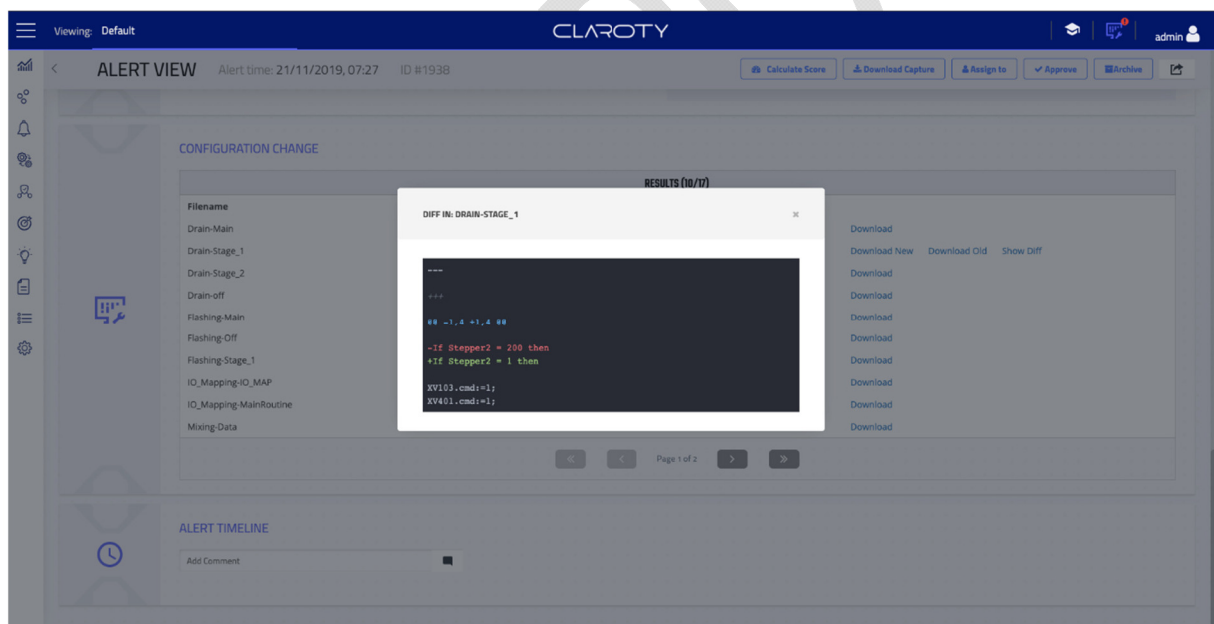 Viewing: Default
CLAROTY
admin
ALERT VIEW Alert time: 21/11/2019, 07:27 ID #1938
Calculate Score Download Capture Assign to Approve Archive
CONFIGURATION CHANGE
RESULTS (10/17)
Filename
Drain-Main Download
Drain-Stage_1 Download New Download Old Show Diff
Drain-Stage_2 Download
Drain-off Download
Flashing-Main Download
Flashing-Off Download
Flashing-Stage_1 Download
IO_Mapping-IO_MAP Download
IO_Mapping-MainRoutine Download
Mixing-Data Download
DIFF IN: DRAIN-STAGE_1 ×
---
+++
@@ -1,4 +1,4 @@
-If Stepper2 = 200 then
+If Stepper2 = 1 then
XV103.cmd:=1;
XV401.cmd:=1;
« < Page 1 of 2 > »
ALERT TIMELINE
Add Comment